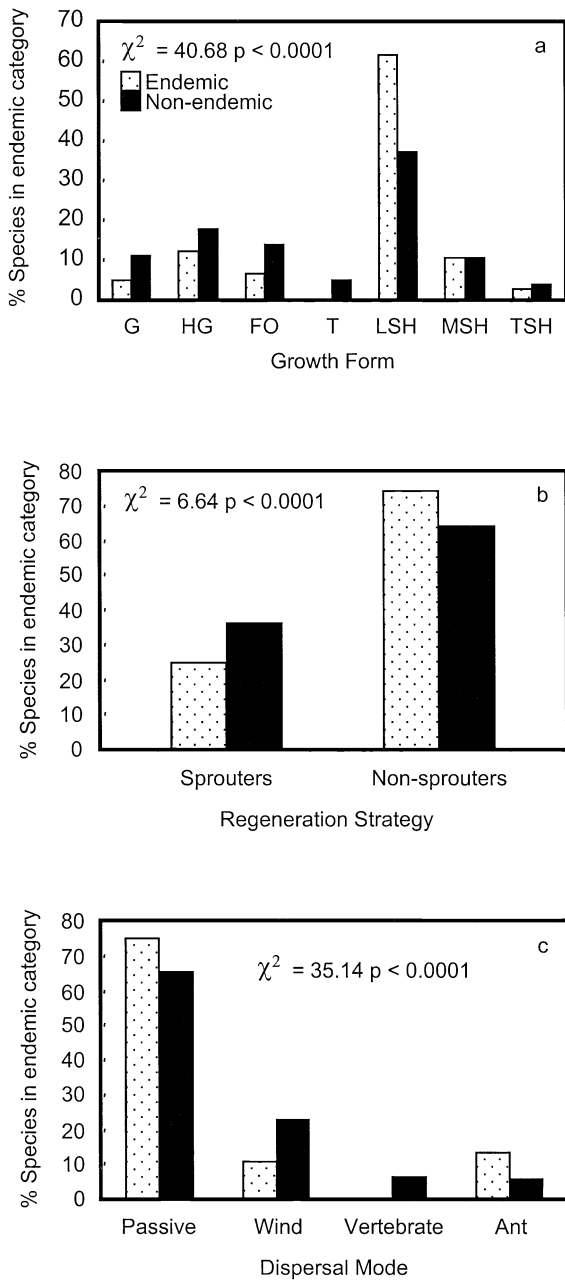 % Species in endemic category
70
60
50
40
30
20
10
0
χ² = 40.68 p < 0.0001
a
Endemic
Non-endemic
G HG FO T LSH MSH TSH
Growth Form
% Species in endemic category
80
70
60
50
40
30
20
10
0
χ² = 6.64 p < 0.0001
b
Sprouters Non-sprouters
Regeneration Strategy
% Species in endemic category
80
70
60
50
40
30
20
10
0
χ² = 35.14 p < 0.0001
c
Passive Wind Vertebrate Ant
Dispersal Mode